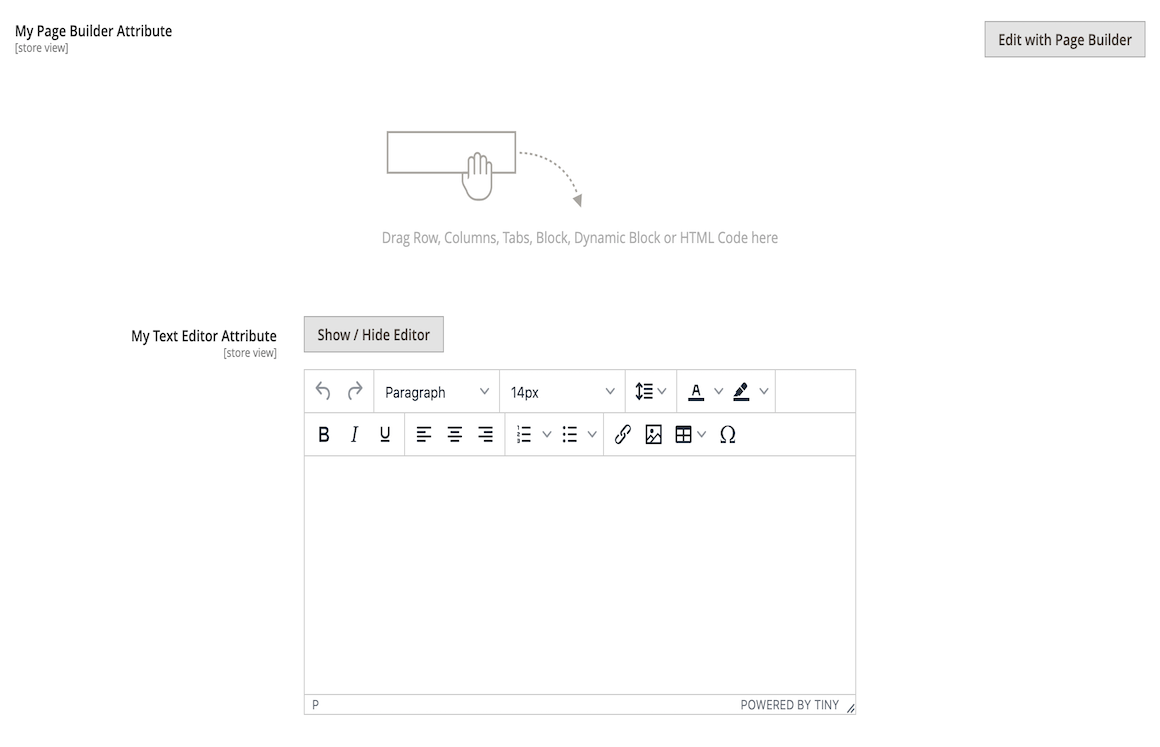 My Page Builder Attribute
[store view]
Edit with Page Builder
Drag Row, Columns, Tabs, Block, Dynamic Block or HTML Code here
My Text Editor Attribute
[store view]
Show / Hide Editor
Paragraph
14px
A
B I U
Ω
P
POWERED BY TINY